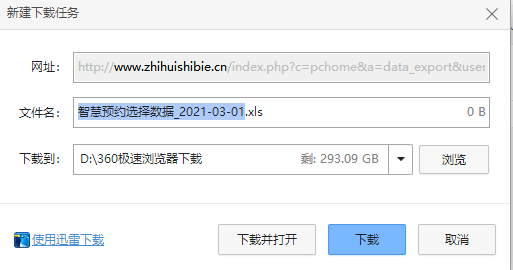 新建下载任务
网址： http://www.zhihuishibie.cn/index.php?c=pchome&a=data_export&user
文件名： 智慧预约选择数据_2021-03-01.xls 0 B
下载到： D:\360极速浏览器下载 剩: 293.09 GB 浏览
使用迅雷下载 下载并打开 下载 取消